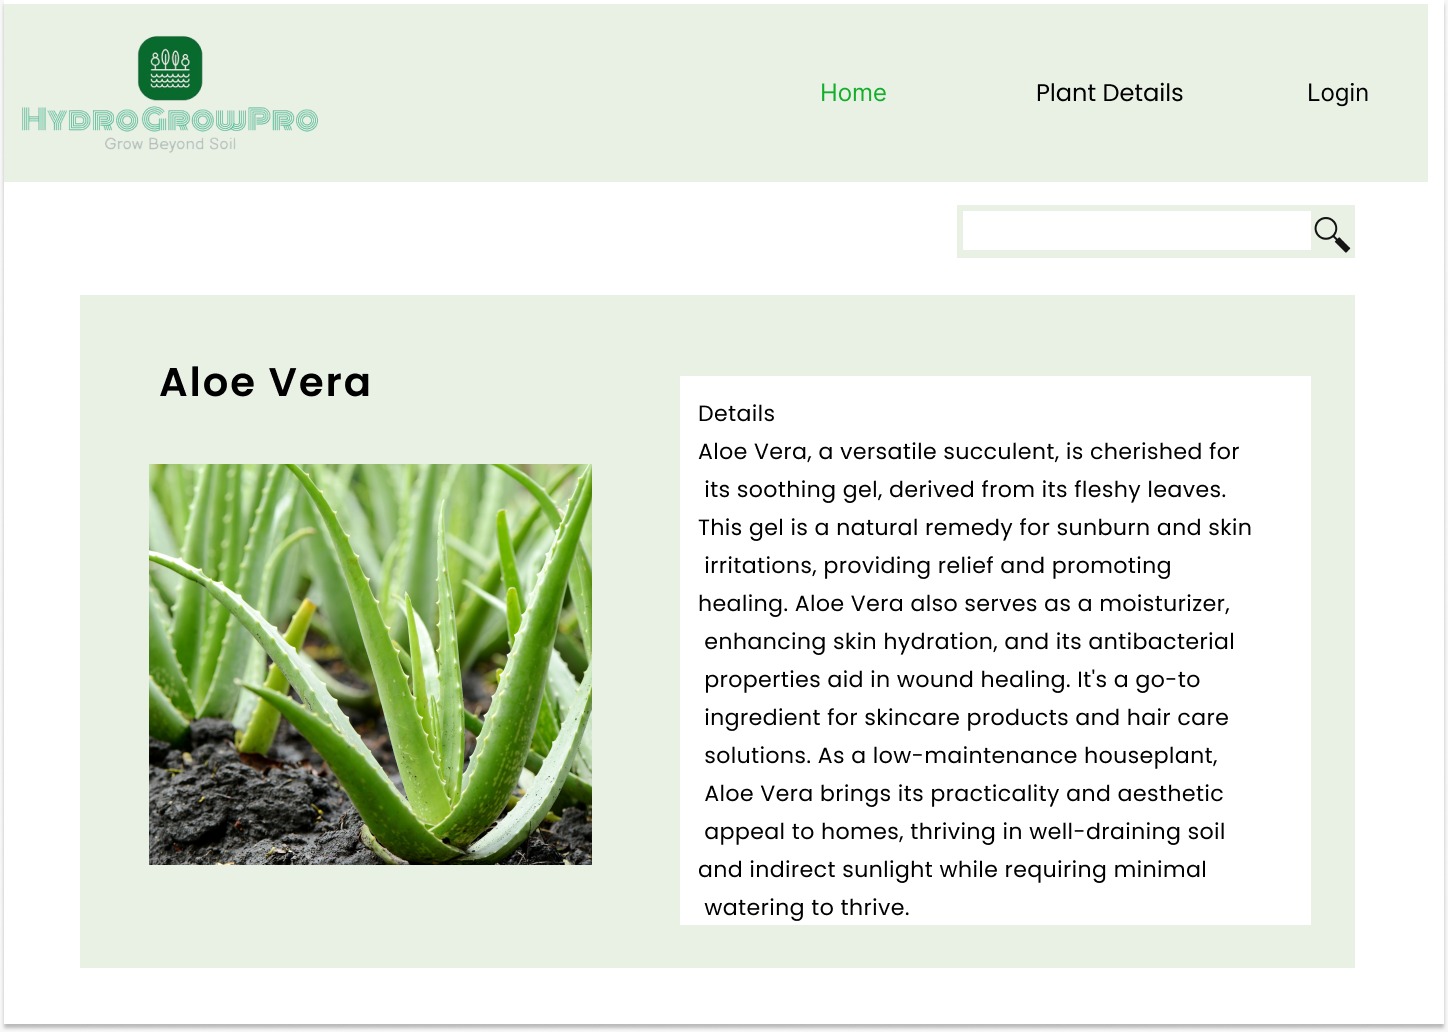 HydroGrowPro
Grow Beyond Soil
Home
Plant Details
Login
Aloe Vera
Details
Aloe Vera, a versatile succulent, is cherished for
its soothing gel, derived from its fleshy leaves.
This gel is a natural remedy for sunburn and skin
irritations, providing relief and promoting
healing. Aloe Vera also serves as a moisturizer,
enhancing skin hydration, and its antibacterial
properties aid in wound healing. It's a go-to
ingredient for skincare products and hair care
solutions. As a low-maintenance houseplant,
Aloe Vera brings its practicality and aesthetic
appeal to homes, thriving in well-draining soil
and indirect sunlight while requiring minimal
watering to thrive.